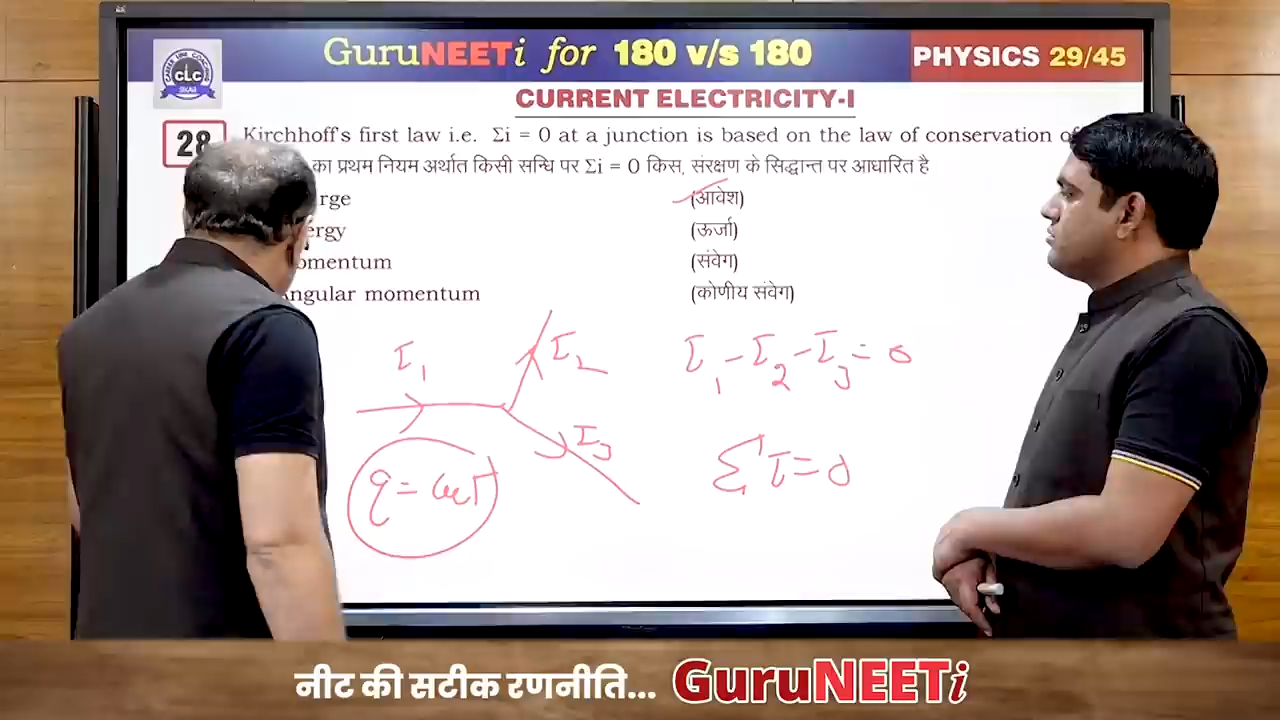 GuruNEETi for 180 v/s 180
PHYSICS 29/45
CLC
SIKAR
CURRENT ELECTRICITY-I
28
Kirchhoff's first law i.e. Σi = 0 at a junction is based on the law of conservation of
का प्रथम नियम अर्थात किसी सन्धि पर Σi = 0 किस, संरक्षण के सिद्धान्त पर आधारित है
rge (आवेश)
ergy (ऊर्जा)
omentum (संवेग)
Angular momentum (कोणीय संवेग)
I₁ I₂ I₁ - I₂ - I₃ = 0
I₃
q = const ΣI = 0
नीट की सटीक रणनीति... GuruNEETi